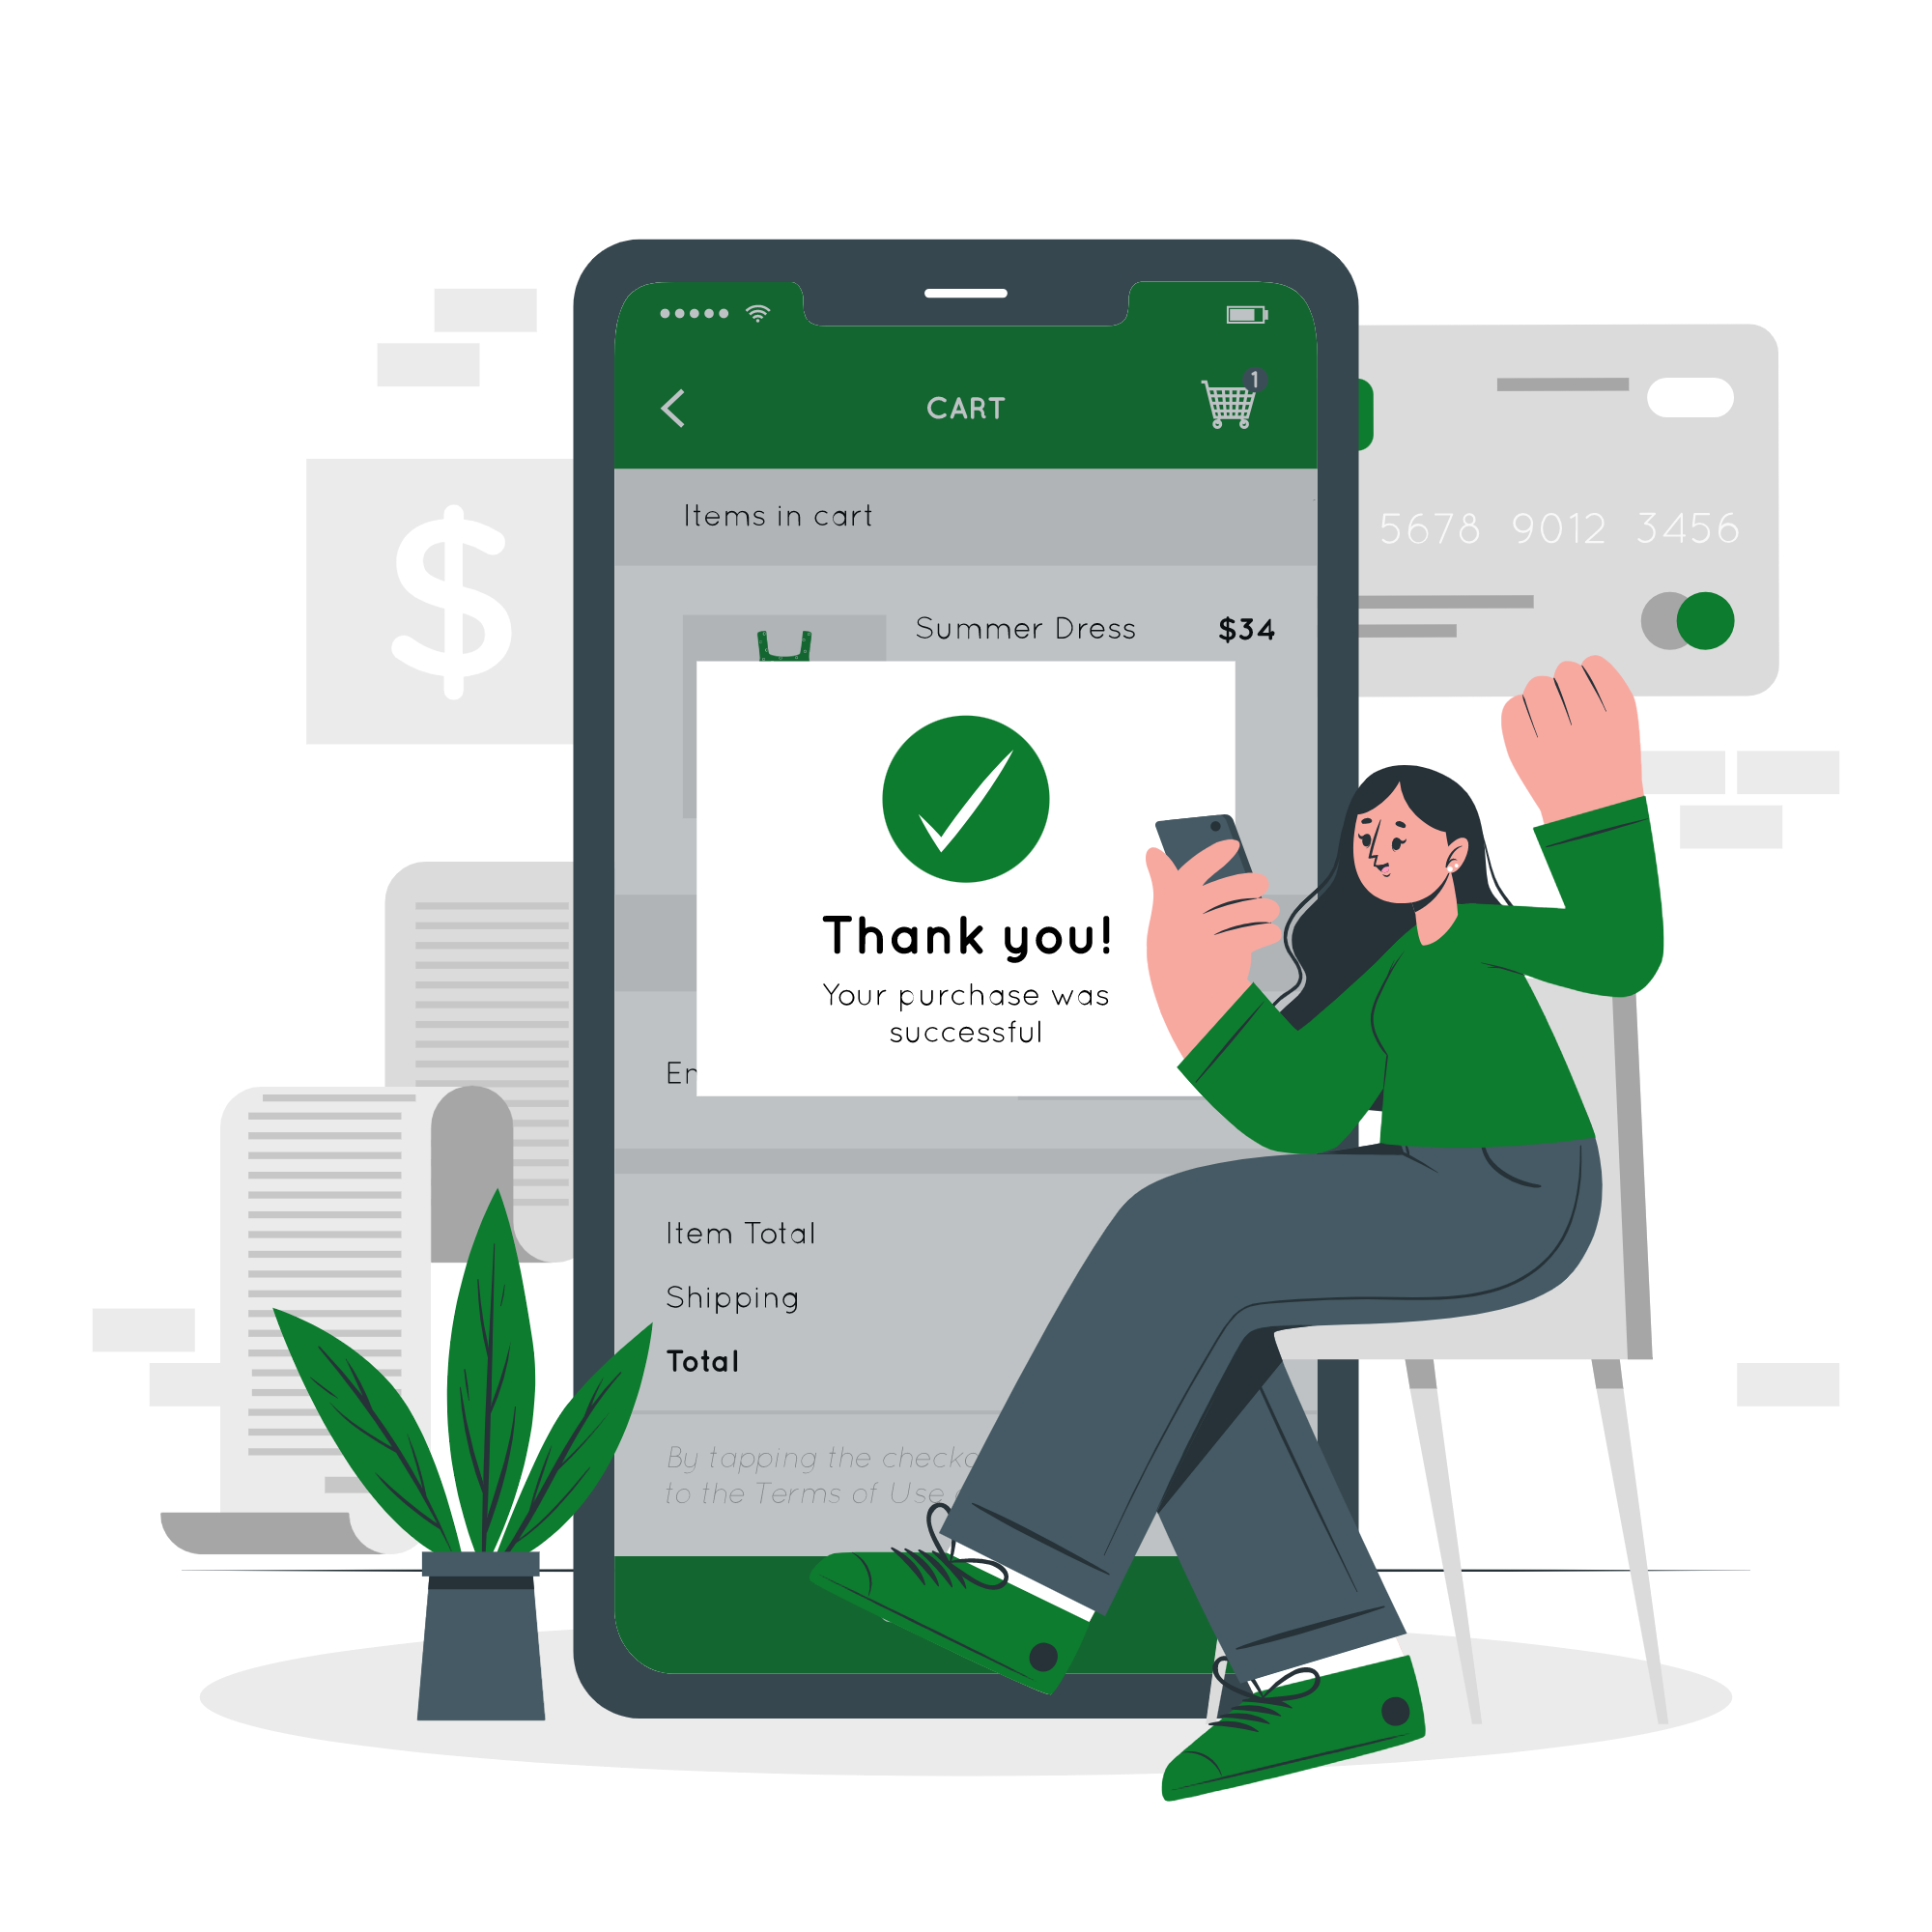 CART
1
Items in cart
5678 9012 3456
Summer Dress $34
$
Thank you!
Your purchase was
successful
Item Total
Shipping
Total
By tapping the
to the Terms of Use